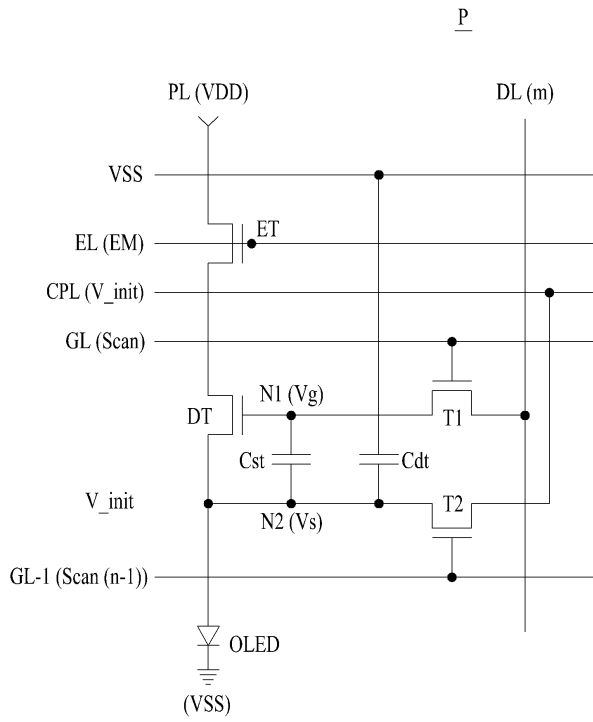 P
PL (VDD)
DL (m)
VSS
ET
EL (EM)
CPL (V_init)
GL (Scan)
N1 (Vg)
DT
T1
Cst
Cdt
V_init
T2
N2 (Vs)
GL-1 (Scan (n-1))
OLED
(VSS)